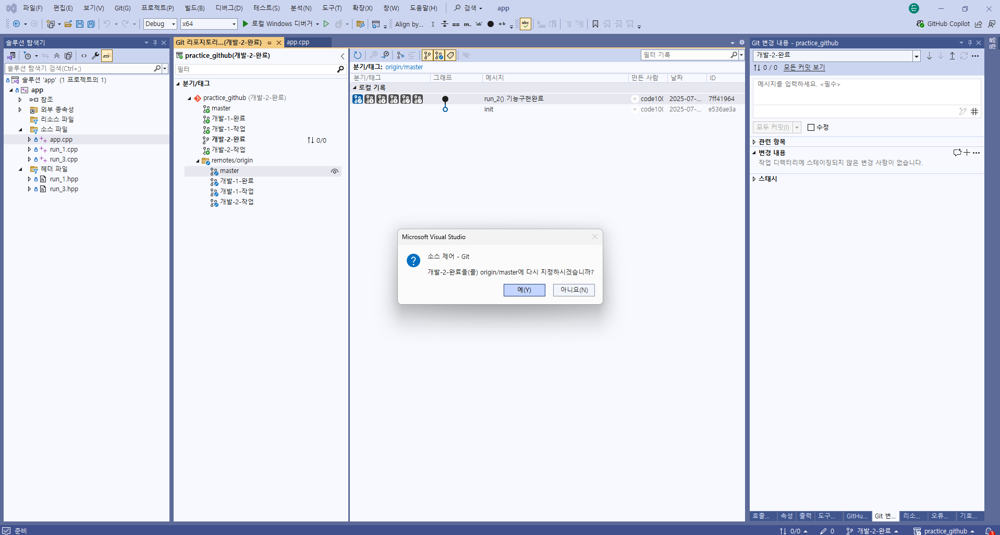 파일(F) 편집(E) 보기(V) Git(G) 프로젝트(P) 빌드(B) 디버그(D) 테스트(S) 분석(N) 도구(T) 확장(X) 창(W) 도움말(H) 검색 app
Debug x64 로컬 Windows 디버거 Align by... abc GitHub Copilot
솔루션 탐색기
솔루션 탐색기 검색(Ctrl+;)
솔루션 'app' (1 프로젝트의 1)
app
참조
외부 종속성
리소스 파일
소스 파일
app.cpp
run_1.cpp
run_3.cpp
헤더 파일
run_1.hpp
run_3.hpp
Git 리포지토리...(개발-2-완료) app.cpp
practice_github(개발-2-완료)
필터
분기/태그
practice_github (개발-2-완료)
master
개발-1-완료
개발-1-작업
개발-2-완료 0/0
개발-2-작업
remotes/origin
master
개발-1-완료
개발-1-작업
개발-2-작업
필터 기록
분기/태그: origin/master
분기/태그 그래프 메시지 만든 사람 날짜 ID
로컬 기록
run_2() 기능구현완료 code10 2025-07-... 7ff41964
init code10 2025-07-... e536ae3a
Microsoft Visual Studio
소스 제어 - Git
개발-2-완료을(를) origin/master에 다시 지정하시겠습니까?
예(Y) 아니요(N)
Git 변경 내용 - practice_github
개발-2-완료
0 / 0 모든 커밋 보기
메시지를 입력하세요. <필수>
모두 커밋(I) 수정
관련 항목
변경 내용
작업 디렉터리에 스테이징되지 않은 변경 사항이 없습니다.
스태시
호출... 속성 출력 도구... GitHu... Git 변... 리소... 오류... 기호...
준비 0/0 0 개발-2-완료 practice_github 3